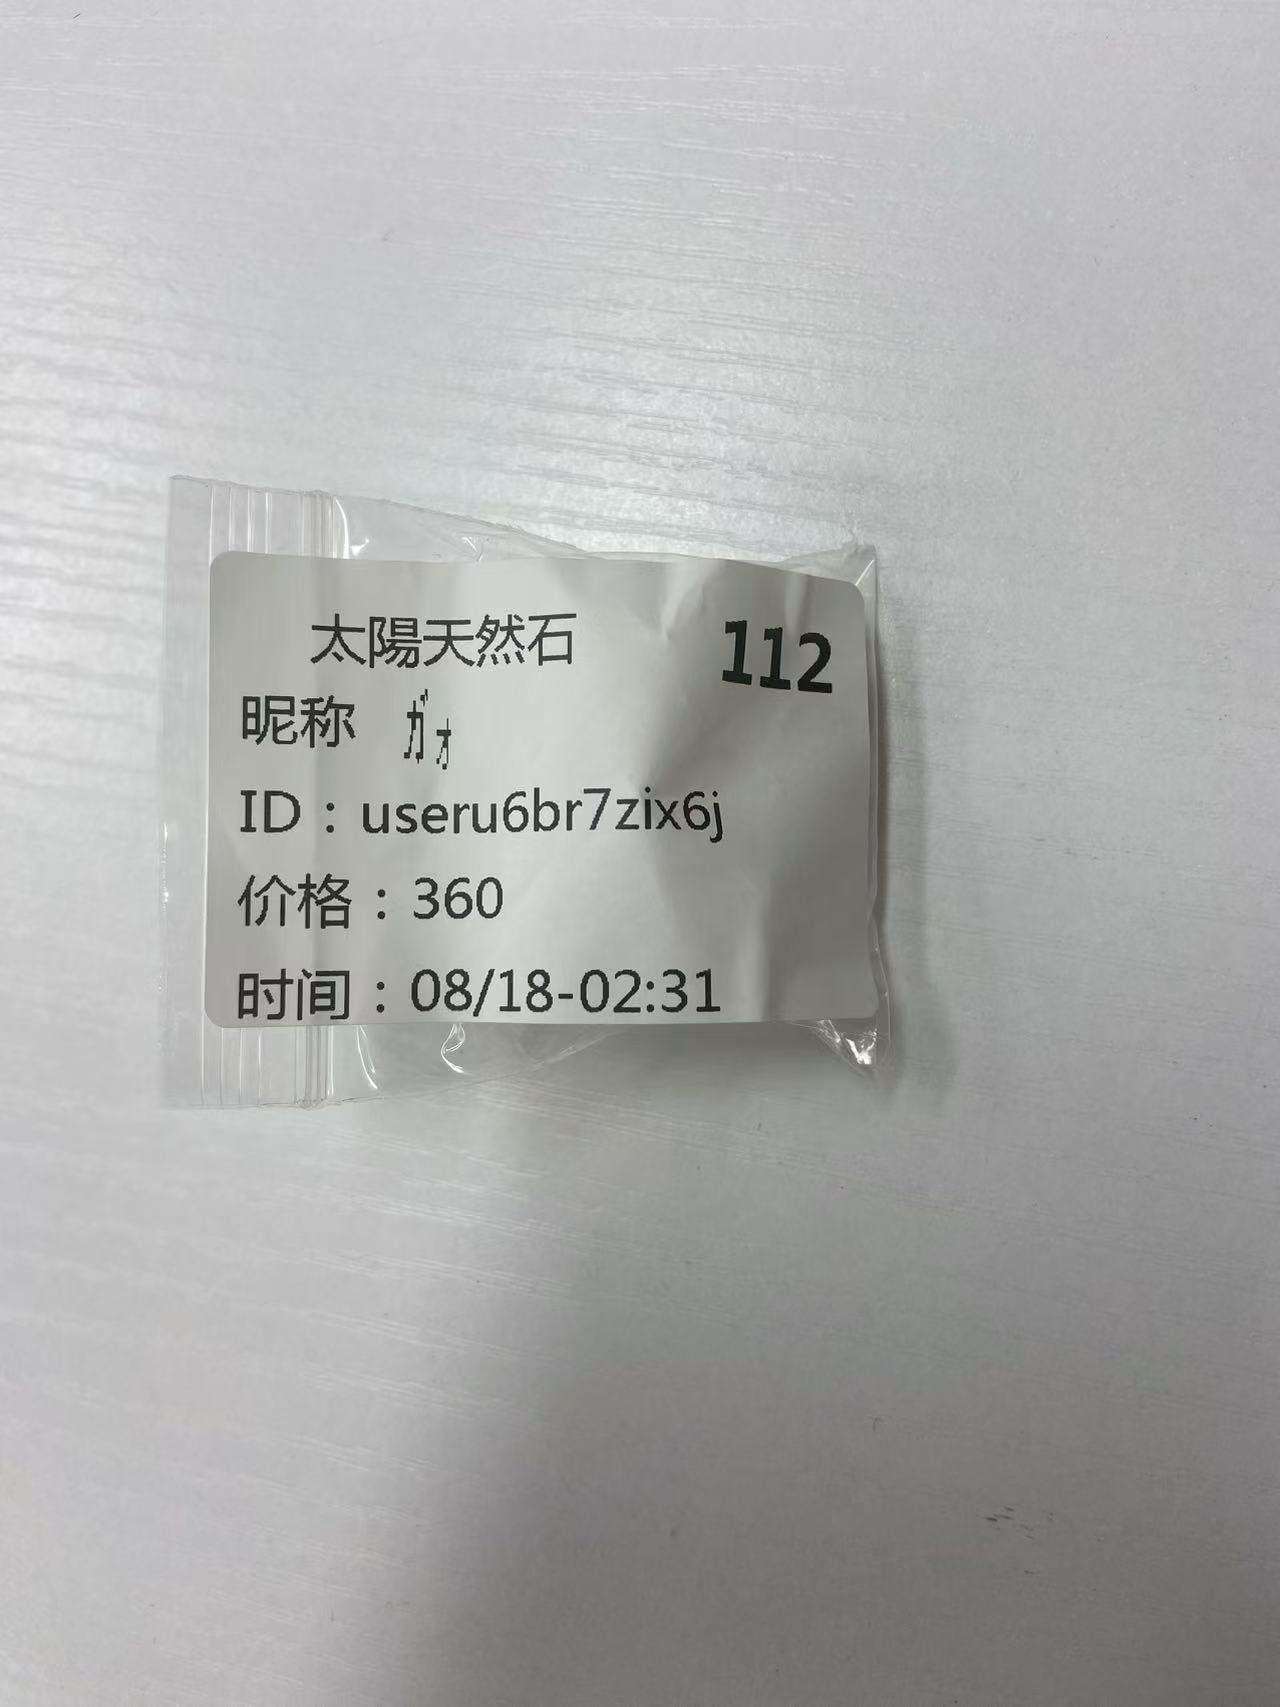 太陽天然石 112
昵称 ｶﾞｫ
ID：useru6br7zix6j
价格：360
时间：08/18-02:31